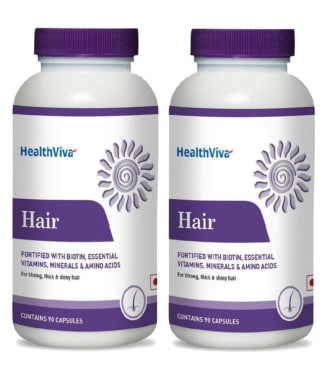 HealthViva
Hair
FORTIFIED WITH BIOTIN, ESSENTIAL
VITAMINS, MINERALS & AMINO ACIDS
For Strong, thick & shiny hair
CONTAINS 90 CAPSULES
HealthViva
Hair
FORTIFIED WITH BIOTIN, ESSENTIAL
VITAMINS, MINERALS & AMINO ACIDS
For Strong, thick & shiny hair
CONTAINS 90 CAPSULES